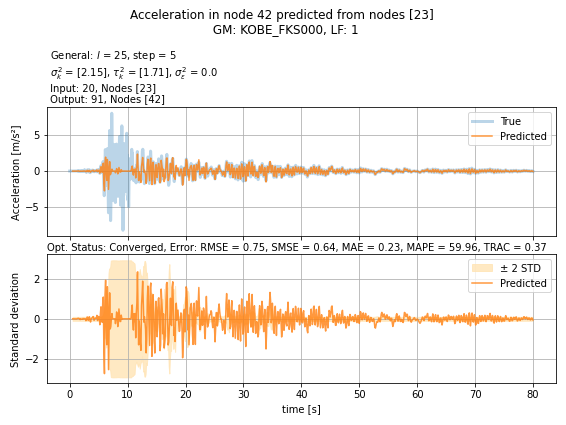 Acceleration in node 42 predicted from nodes [23]
GM: KOBE_FKS000, LF: 1
General: l = 25, step = 5
σ²ₖ = [2.15], τ²ₖ = [1.71], σ²ε = 0.0
Input: 20, Nodes [23]
Output: 91, Nodes [42]
Acceleration [m/s²]
5
0
−5
True
Predicted
Opt. Status: Converged, Error: RMSE = 0.75, SMSE = 0.64, MAE = 0.23, MAPE = 59.96, TRAC = 0.37
Standard deviation
2
0
−2
± 2 STD
Predicted
0 10 20 30 40 50 60 70 80
time [s]